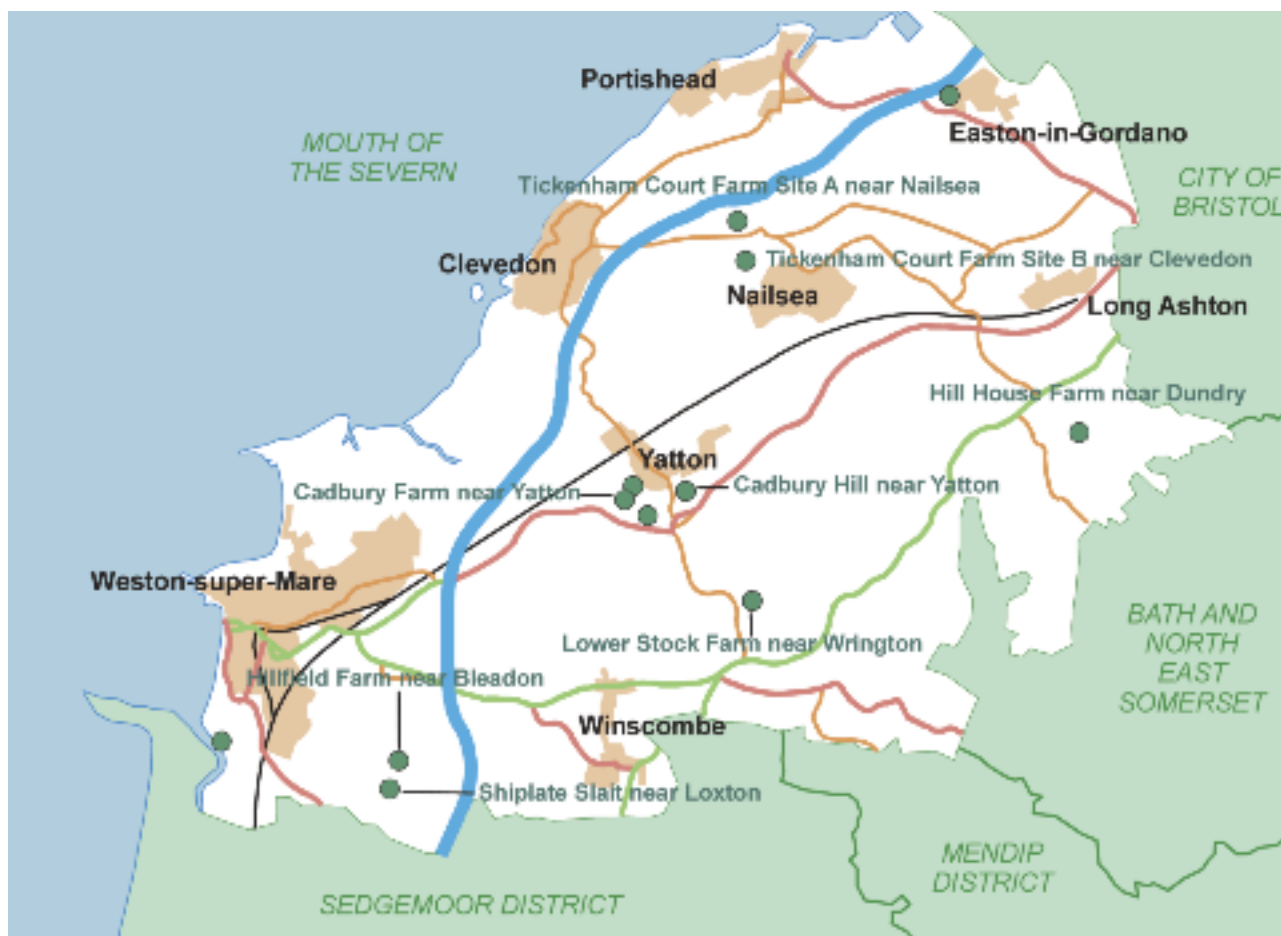 Portishead
MOUTH OF
THE SEVERN
Easton-in-Gordano
CITY OF
BRISTOL
Tickenham Court Farm Site A near Nailsea
Clevedon
Tickenham Court Farm Site B near Clevedon
Nailsea
Long Ashton
Hill House Farm near Dundry
Yatton
Cadbury Farm near Yatton
Cadbury Hill near Yatton
Weston-super-Mare
BATH AND
NORTH
EAST
SOMERSET
Lower Stock Farm near Wrington
Hillfield Farm near Bleadon
Winscombe
Shiplate Slait near Loxton
MENDIP
DISTRICT
SEDGEMOOR DISTRICT